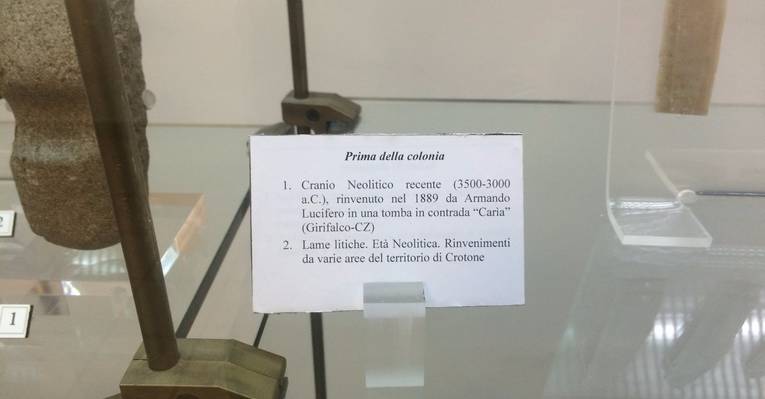 Prima della colonia
1. Cranio Neolitico recente (3500-3000
a.C.), rinvenuto nel 1889 da Armando
Lucifero in una tomba in contrada “Caria”
(Girifalco-CZ)
2. Lame litiche. Età Neolitica. Rinvenimenti
da varie aree del territorio di Crotone
2
1